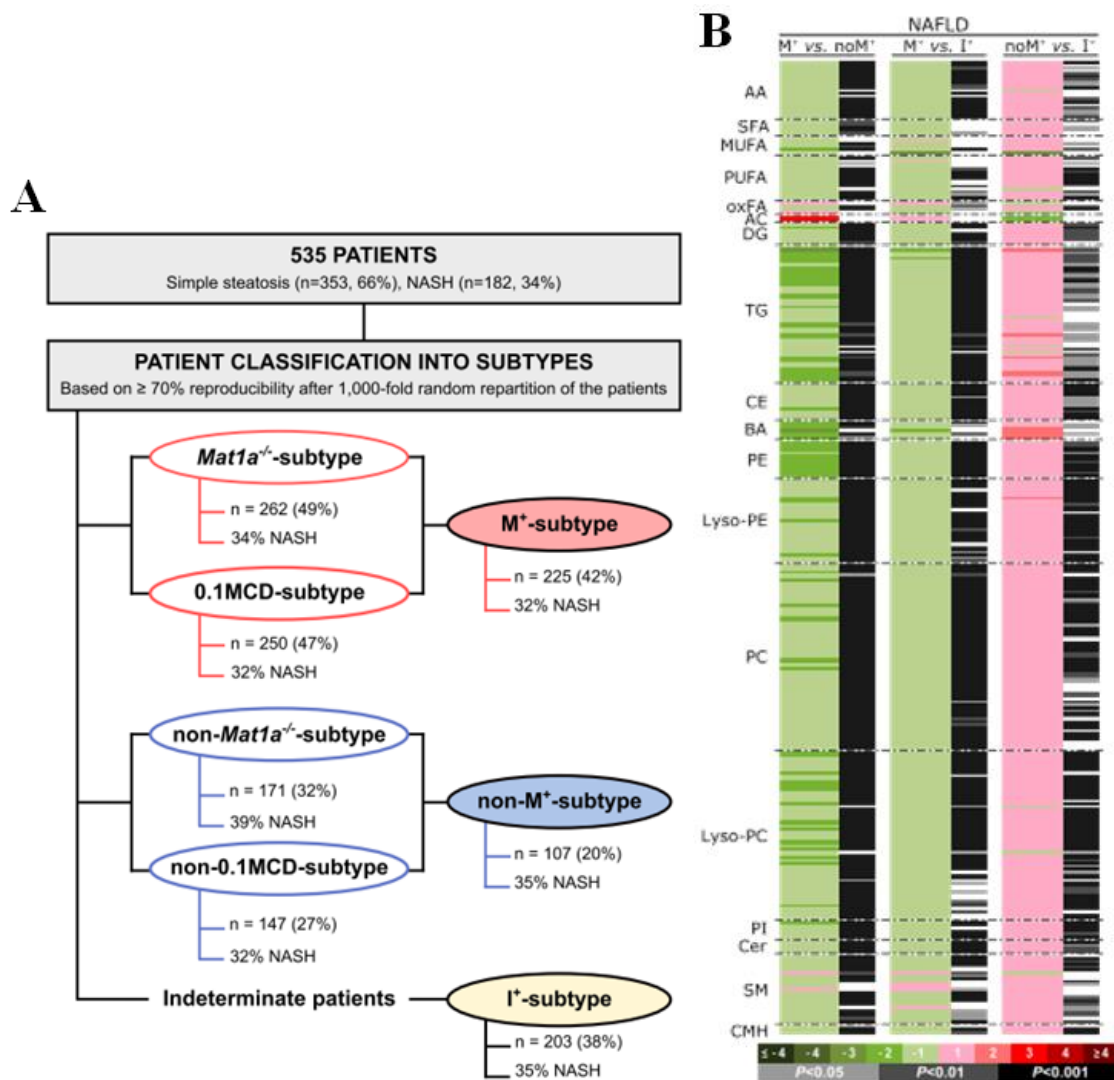 A
535 PATIENTS
Simple steatosis (n=353, 66%), NASH (n=182, 34%)
PATIENT CLASSIFICATION INTO SUBTYPES
Based on ≥ 70% reproducibility after 1,000-fold random repartition of the patients
Mat1a-/--subtype
n = 262 (49%)
34% NASH
M+-subtype
n = 225 (42%)
32% NASH
0.1MCD-subtype
n = 250 (47%)
32% NASH
non-Mat1a-/--subtype
n = 171 (32%)
39% NASH
non-M+-subtype
n = 107 (20%)
35% NASH
non-0.1MCD-subtype
n = 147 (27%)
32% NASH
Indeterminate patients
I+-subtype
n = 203 (38%)
35% NASH
B
NAFLD
M+ vs. noM+ M+ vs. I+ noM+ vs. I+
AA
SFA
MUFA
PUFA
oxFA
AC
DG
TG
CE
BA
PE
Lyso-PE
PC
Lyso-PC
PI
Cer
SM
CMH
≤ -4 -4 -3 -2 -1 1 2 3 4 ≥4
P<0.05 P<0.01 P<0.001